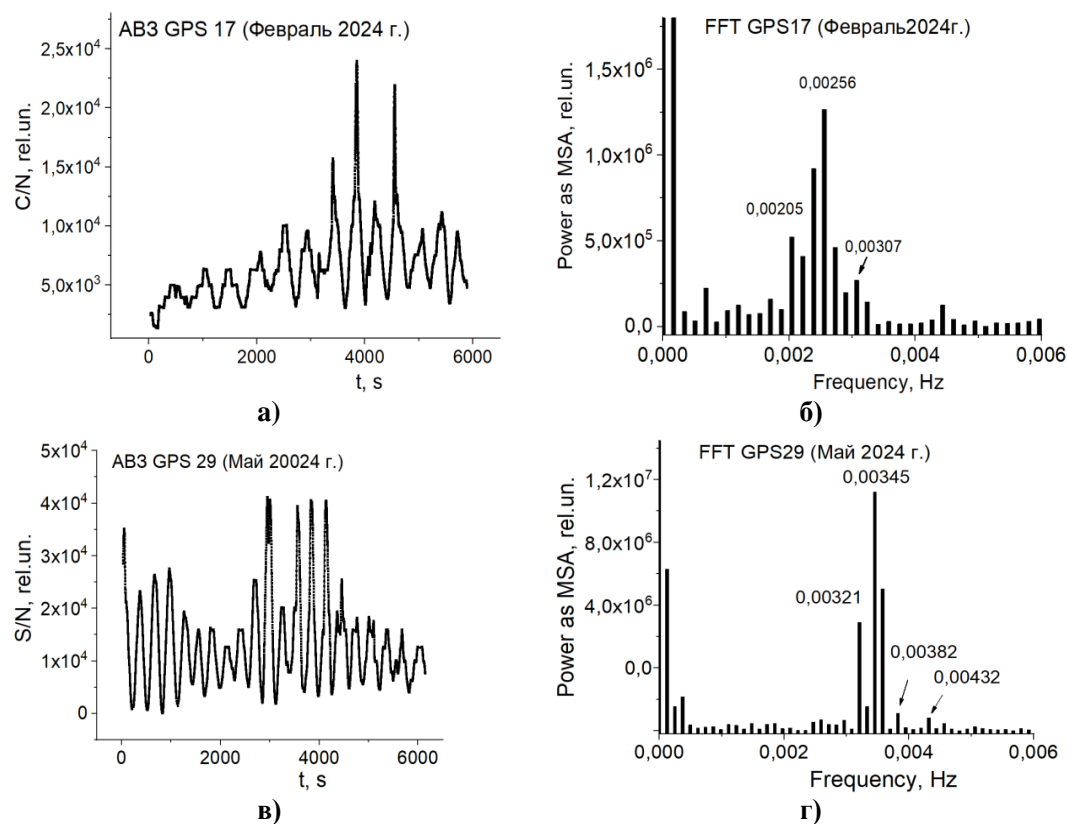 АВ3 GPS 17 (Февраль 2024 г.)
2,5x10⁴
2,0x10⁴
1,5x10⁴
1,0x10⁴
5,0x10³
C/N, rel.un.
0 2000 4000 6000
t, s
а)
FFT GPS17 (Февраль2024г.)
1,5x10⁶
1,0x10⁶
5,0x10⁵
0,0
Power as MSA, rel.un.
0,00256
0,00205
0,00307
0,000 0,002 0,004 0,006
Frequency, Hz
б)
АВ3 GPS 29 (Май 20024 г.)
5x10⁴
4x10⁴
3x10⁴
2x10⁴
1x10⁴
0
S/N, rel.un.
0 2000 4000 6000
t, s
в)
FFT GPS29 (Май 2024 г.)
1,2x10⁷
8,0x10⁶
4,0x10⁶
0,0
Power as MSA, rel.un.
0,00345
0,00321
0,00382
0,00432
0,000 0,002 0,004 0,006
Frequency, Hz
г)